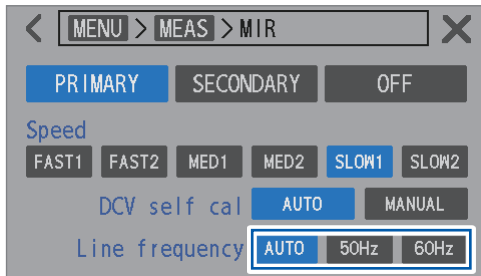 MENU > MEAS > MIR
PRIMARY SECONDARY OFF
Speed
FAST1 FAST2 MED1 MED2 SLOW1 SLOW2
DCV self cal AUTO MANUAL
Line frequency AUTO 50Hz 60Hz